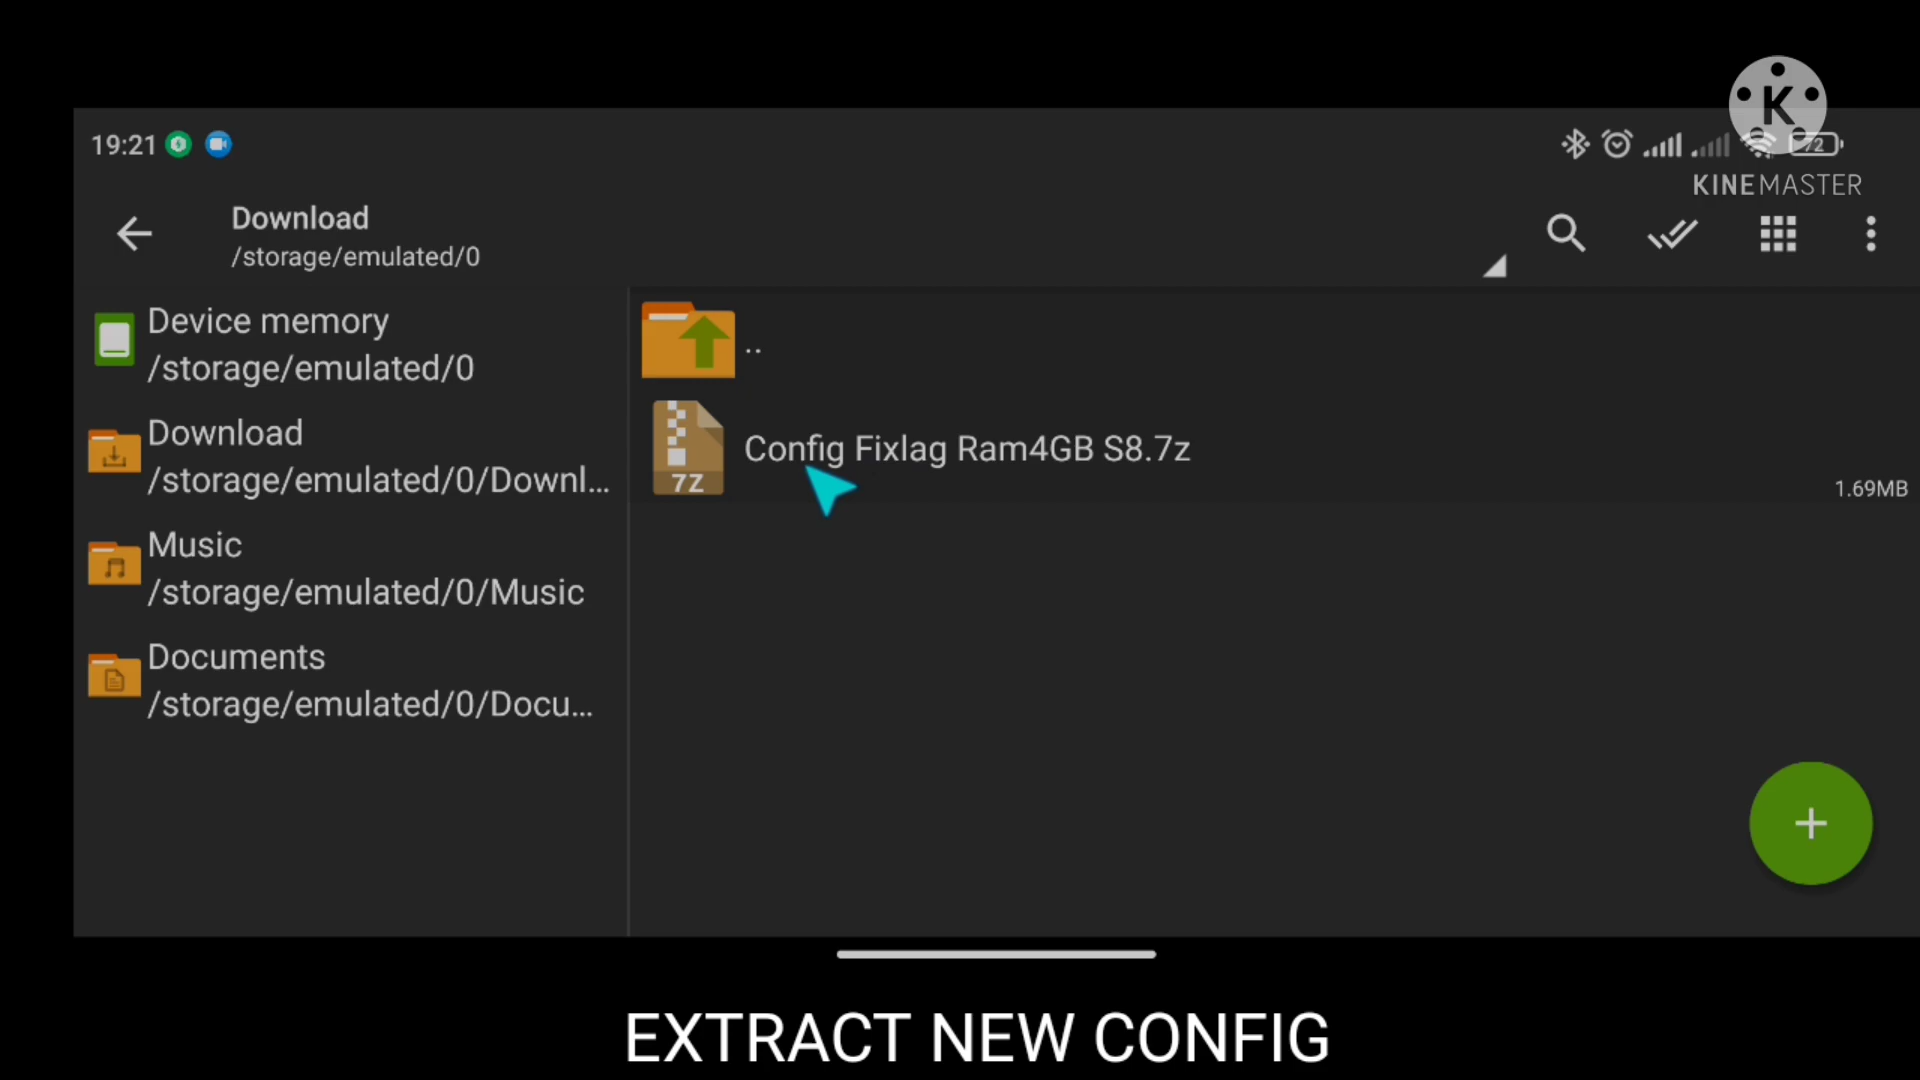 19:21
72
KINEMASTER
K
Download
/storage/emulated/0
Device memory
/storage/emulated/0
Download
/storage/emulated/0/Downl...
Music
/storage/emulated/0/Music
Documents
/storage/emulated/0/Docu...
..
Config Fixlag Ram4GB S8.7z
7Z
1.69MB
EXTRACT NEW CONFIG